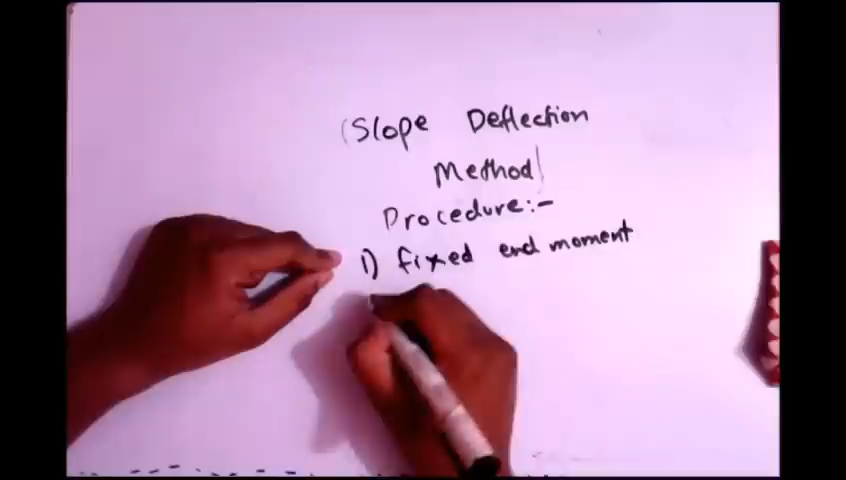 (Slope Deflection
Method)
Procedure:-
1) fixed end moment